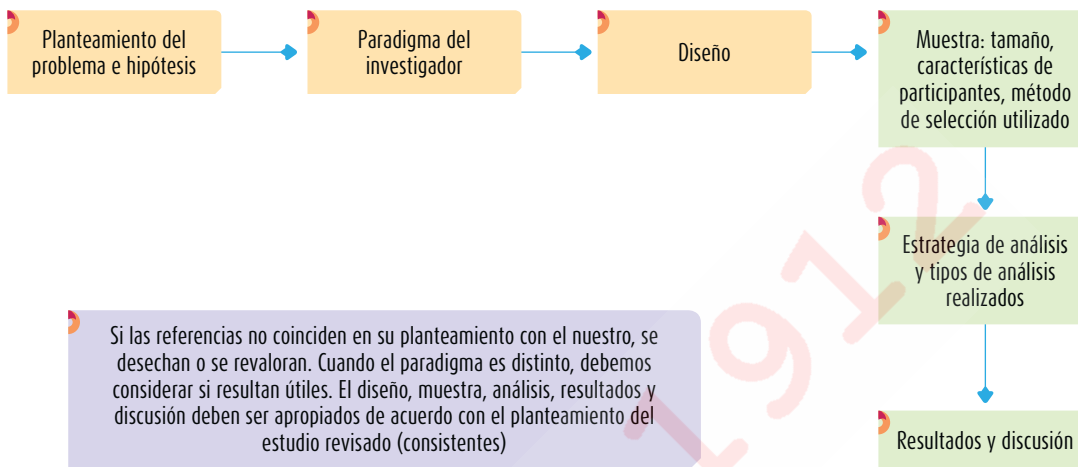 Planteamiento del
problema e hipótesis
Paradigma del
investigador
Diseño
Muestra: tamaño,
características de
participantes, método
de selección utilizado
Estrategia de análisis
y tipos de análisis
realizados
Resultados y discusión
Si las referencias no coinciden en su planteamiento con el nuestro, se
desechan o se revaloran. Cuando el paradigma es distinto, debemos
considerar si resultan útiles. El diseño, muestra, análisis, resultados y
discusión deben ser apropiados de acuerdo con el planteamiento del
estudio revisado (consistentes)
1912